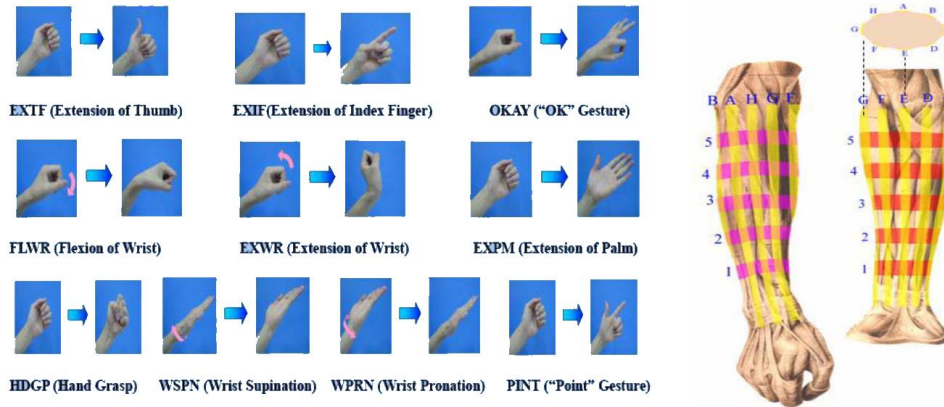 EXTF (Extension of Thumb)
EXIF(Extension of Index Finger)
OKAY (“OK” Gesture)
FLWR (Flexion of Wrist)
EXWR (Extension of Wrist)
EXPM (Extension of Palm)
HDGP (Hand Grasp)
WSPN (Wrist Supination)
WPRN (Wrist Pronation)
PINT (“Point” Gesture)
H A B
G
F E D
B A H G F
G F E D
5
4
3
2
1
5
4
3
2
1